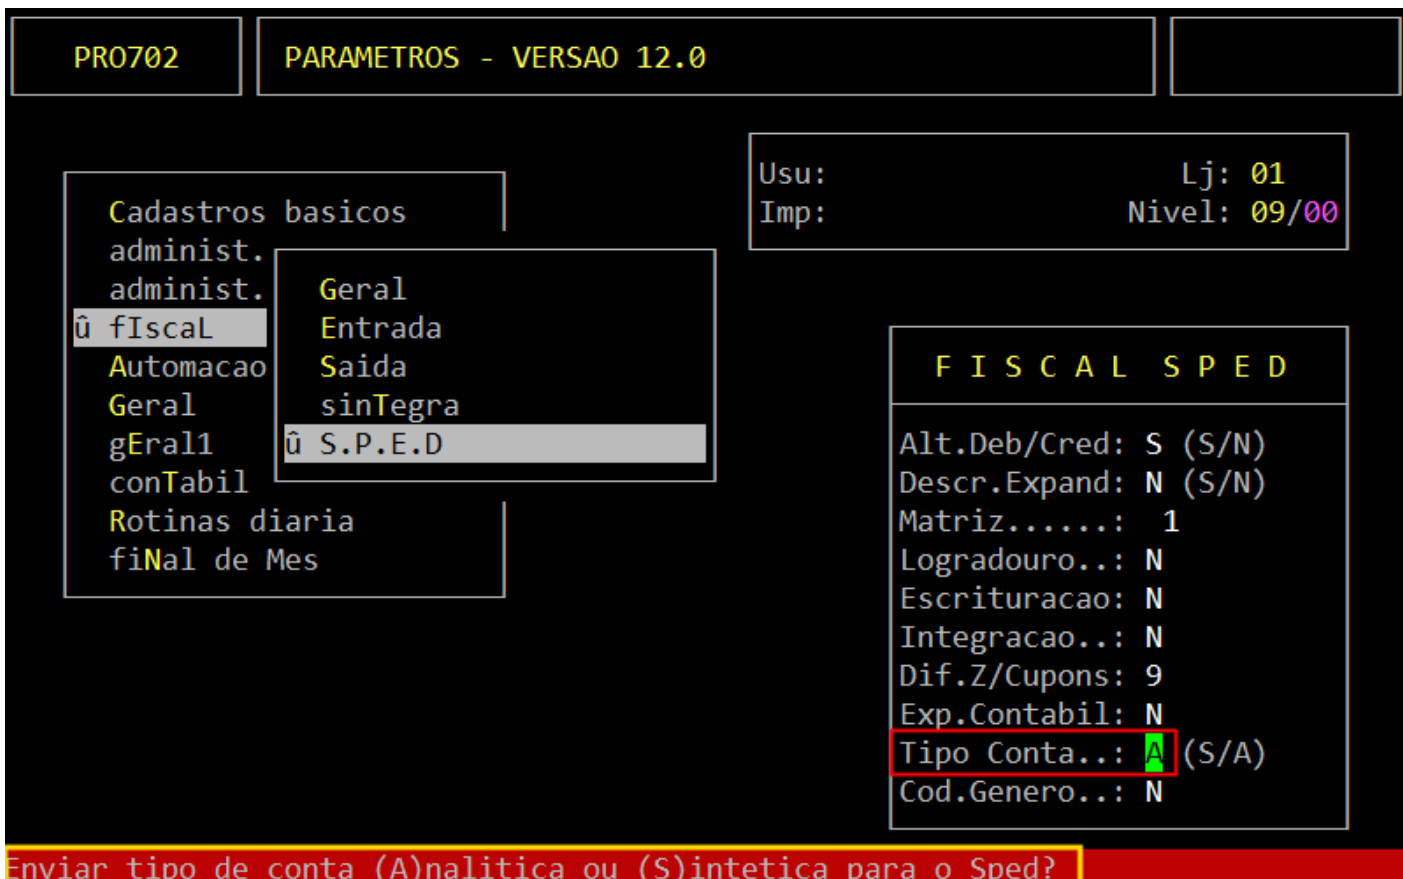 PRO702
PARAMETROS - VERSAO 12.0
Usu: Lj: 01
Imp: Nivel: 09/00
Cadastros basicos
administ.
administ.
û fIscaL
Automacao
Geral
gEral1
conTabil
Rotinas diaria
fiNal de Mes
Geral
Entrada
Saida
sinTegra
û S.P.E.D
F I S C A L S P E D
Alt.Deb/Cred: S (S/N)
Descr.Expand: N (S/N)
Matriz......: 1
Logradouro..: N
Escrituracao: N
Integracao..: N
Dif.Z/Cupons: 9
Exp.Contabil: N
Tipo Conta..: A (S/A)
Cod.Genero..: N
Enviar tipo de conta (A)nalitica ou (S)intetica para o Sped?